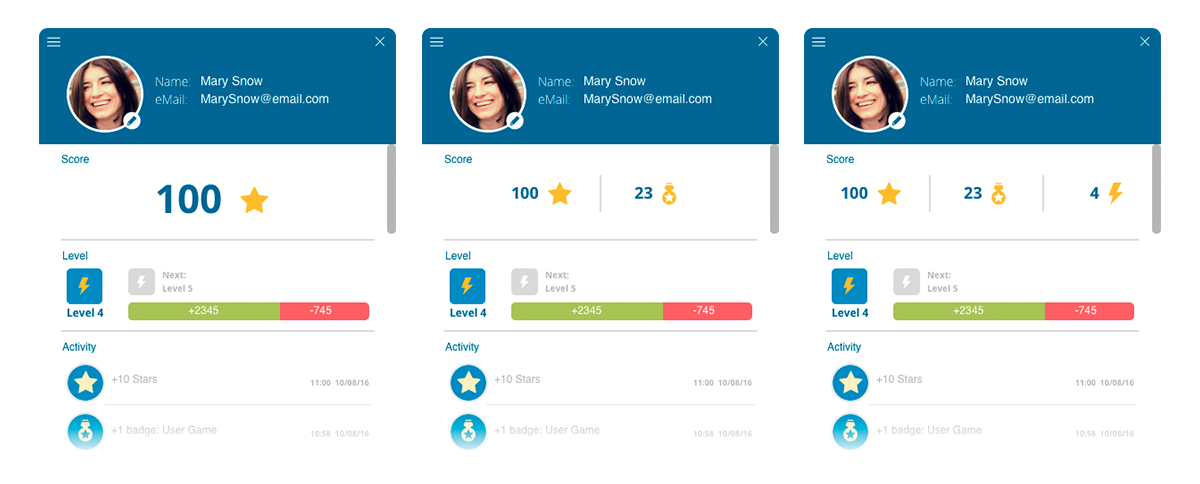 Name: Mary Snow
eMail: MarySnow@email.com
Score
100
Level
Next:
Level 5
Level 4
+2345 -745
Activity
+10 Stars 11:00 10/08/16
+1 badge: User Game 10:58 10/08/16
Name: Mary Snow
eMail: MarySnow@email.com
Score
100 23
Level
Next:
Level 5
Level 4
+2345 -745
Activity
+10 Stars 11:00 10/08/16
+1 badge: User Game 10:58 10/08/16
Name: Mary Snow
eMail: MarySnow@email.com
Score
100 23 4
Level
Next:
Level 5
Level 4
+2345 -745
Activity
+10 Stars 11:00 10/08/16
+1 badge: User Game 10:58 10/08/16